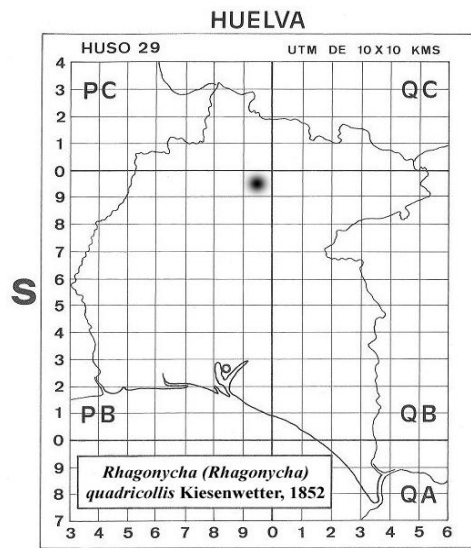 HUELVA
HUSO 29 UTM DE 10 X 10 KMS
4
PC QC
3
2
1
0
9
8
7
S 6
5
4
3
2
PB QB
1
0
9
Rhagonycha (Rhagonycha)
quadricollis Kiesenwetter, 1852
QA
8
7
3 4 5 6 7 8 9 0 1 2 3 4 5 6